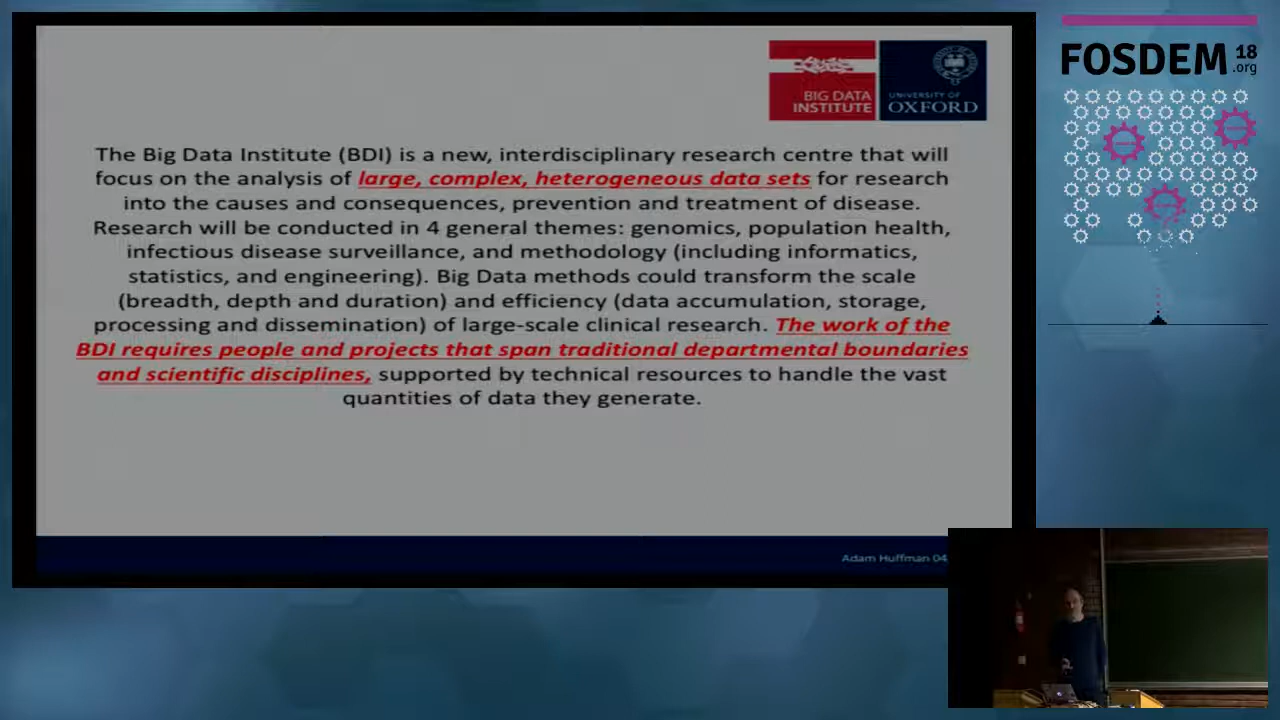 FOSDEM 18
.org
BIG DATA
INSTITUTE
UNIVERSITY OF
OXFORD
The Big Data Institute (BDI) is a new, interdisciplinary research centre that will
focus on the analysis of large, complex, heterogeneous data sets for research
into the causes and consequences, prevention and treatment of disease.
Research will be conducted in 4 general themes: genomics, population health,
infectious disease surveillance, and methodology (including informatics,
statistics, and engineering). Big Data methods could transform the scale
(breadth, depth and duration) and efficiency (data accumulation, storage,
processing and dissemination) of large-scale clinical research. The work of the
BDI requires people and projects that span traditional departmental boundaries
and scientific disciplines, supported by technical resources to handle the vast
quantities of data they generate.
Adam Huffman 04